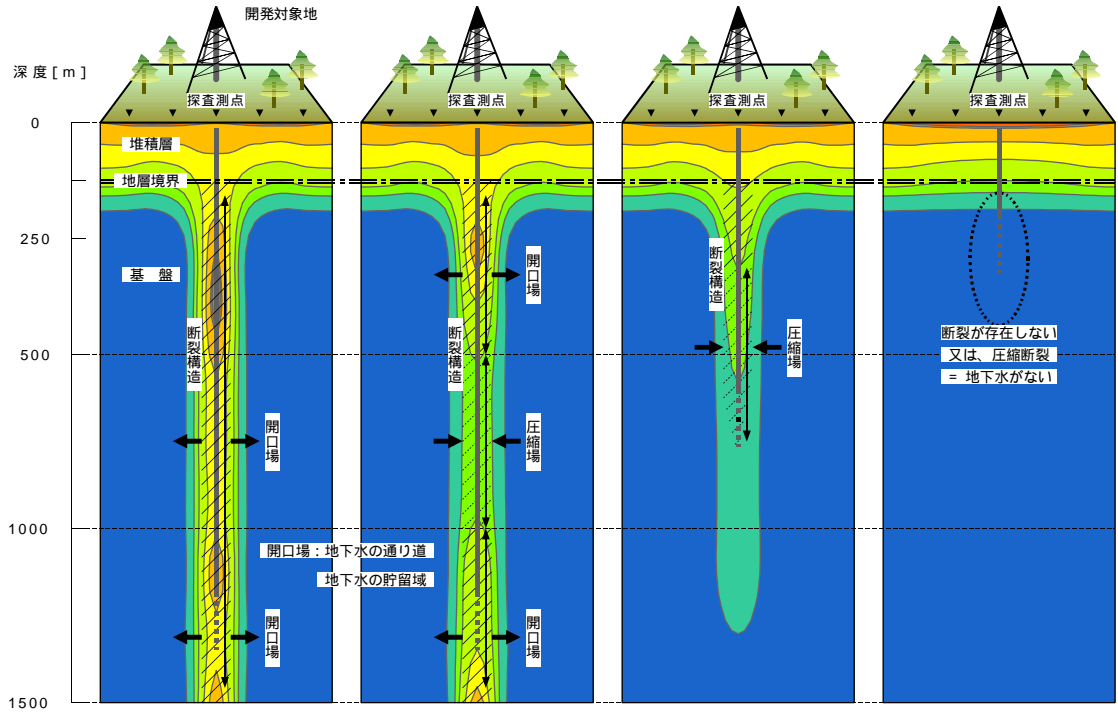 開発対象地
深度[m]
探査測点
探査測点
探査測点
探査測点
0
堆積層
地層境界
250
基 盤
断裂構造
開口場
開口場
断裂構造
開口場
圧縮場
開口場
断裂構造
圧縮場
断裂が存在しない
又は、圧縮断裂
= 地下水がない
500
1000
開口場:地下水の通り道
地下水の貯留域
1500